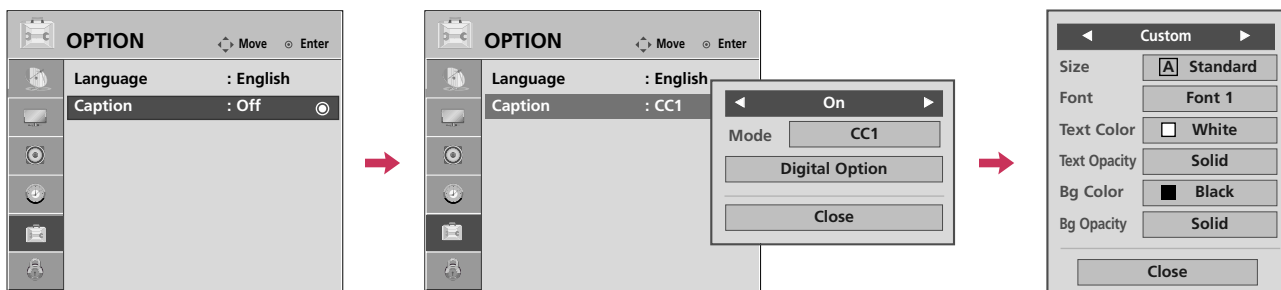 OPTION Move Enter
Language : English
Caption : Off
OPTION Move Enter
Language : English
Caption : CC1
On
Mode CC1
Digital Option
Close
Custom
Size A Standard
Font Font 1
Text Color White
Text Opacity Solid
Bg Color Black
Bg Opacity Solid
Close